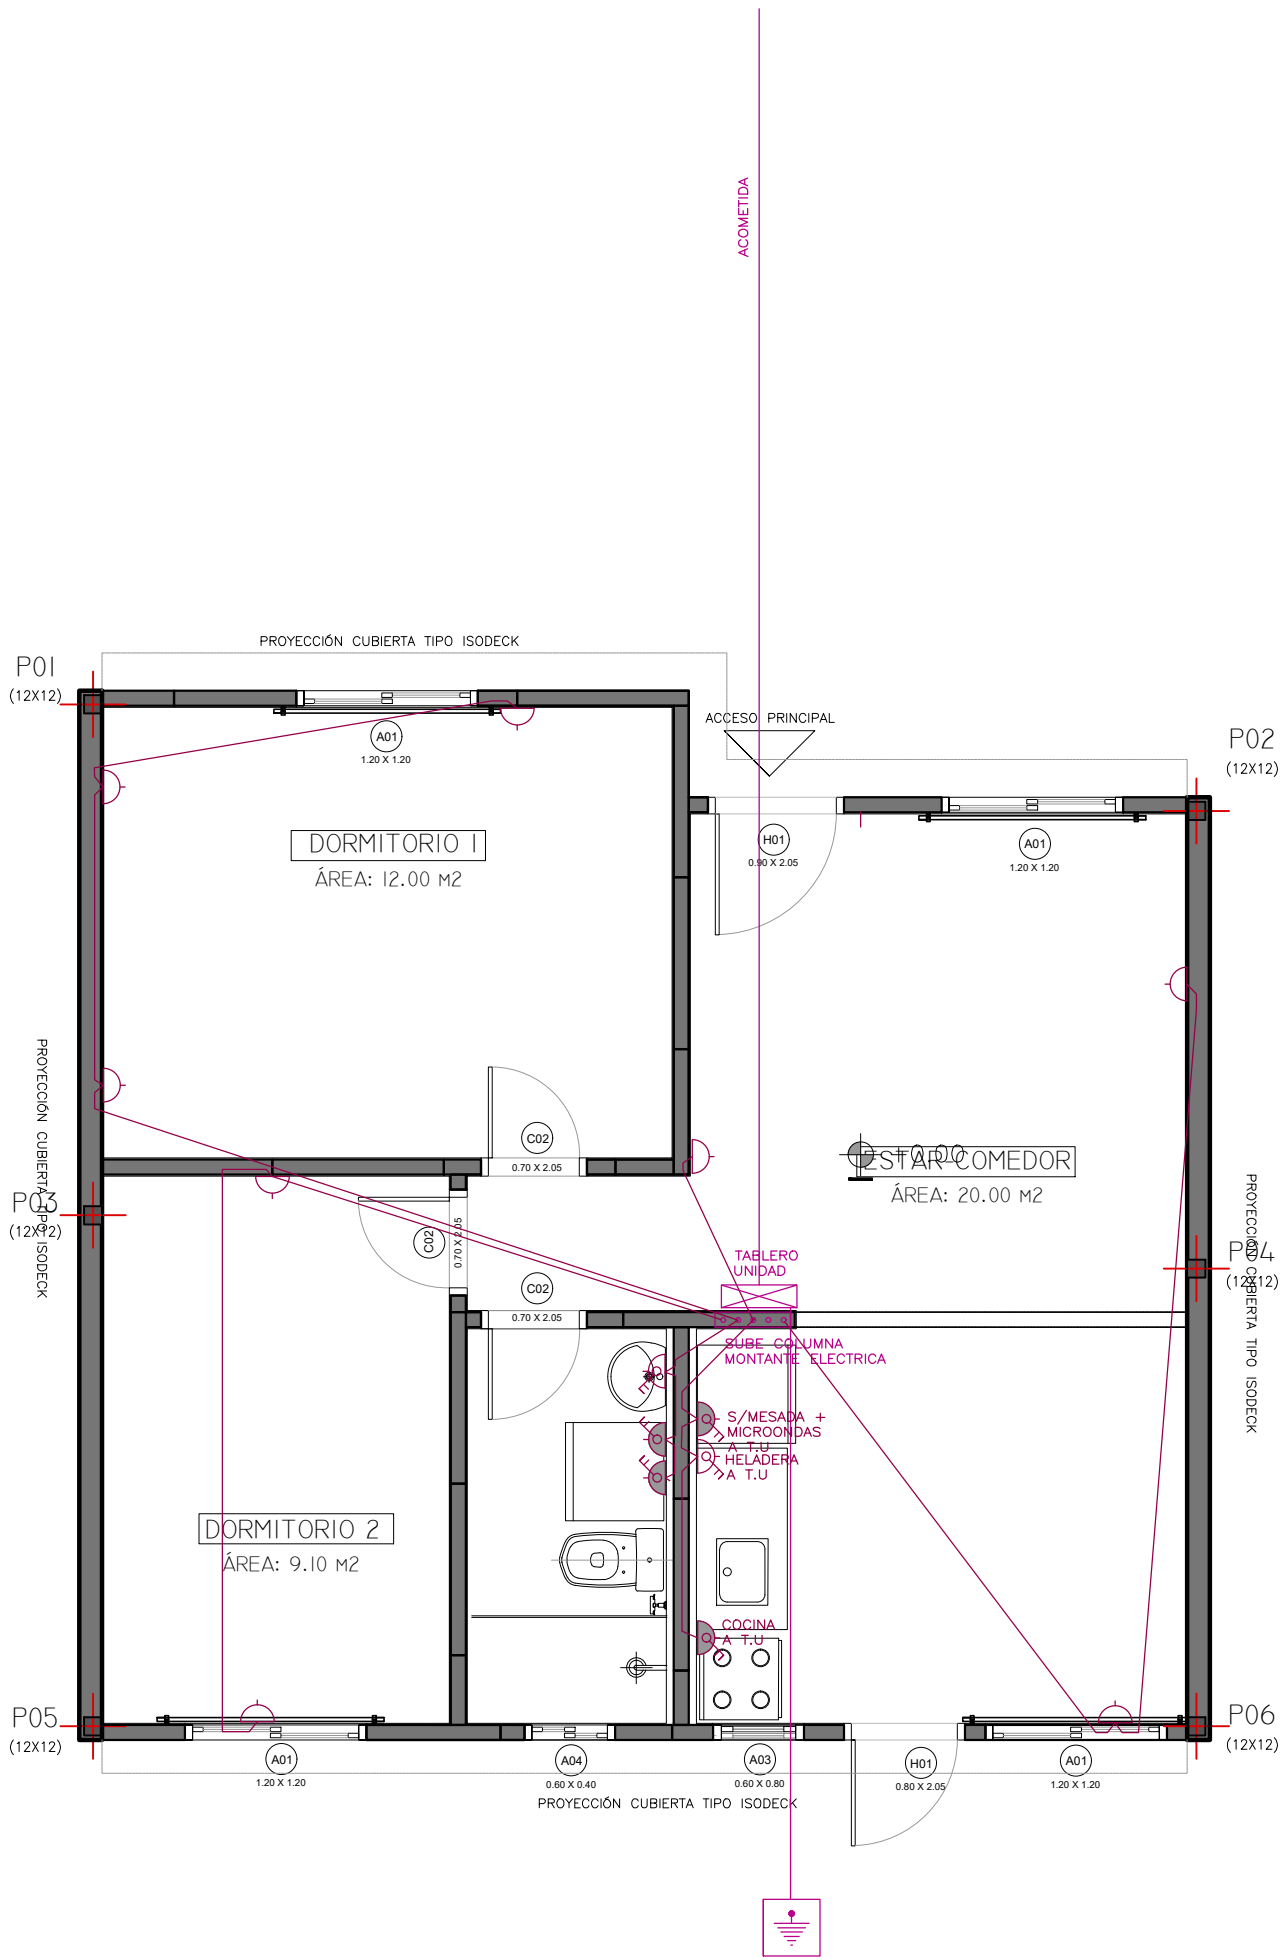 ACOMETIDA
PROYECCIÓN CUBIERTA TIPO ISODECK
P01
(12X12)
ACCESO PRINCIPAL
P02
(12X12)
A01
1.20 X 1.20
H01
0.90 X 2.05
A01
1.20 X 1.20
DORMITORIO 1
ÁREA: 12.00 M2
PROYECCIÓN CUBIERTA TIPO ISODECK
C02
0.70 X 2.05
+0.00
ESTAR-COMEDOR
ÁREA: 20.00 M2
P03
(12X12)
C02
0.70 X 2.05
P04
(12X12)
PROYECCIÓN CUBIERTA TIPO ISODECK
TABLERO
UNIDAD
C02
0.70 X 2.05
SUBE COLUMNA
MONTANTE ELECTRICA
S/MESADA +
MICROONDAS
A T.U
HELADERA
A T.U
DORMITORIO 2
ÁREA: 9.10 M2
COCINA
A T.U
P05
(12X12)
P06
(12X12)
A01
1.20 X 1.20
A04
0.60 X 0.40
A03
0.60 X 0.80
H01
0.80 X 2.05
A01
1.20 X 1.20
PROYECCIÓN CUBIERTA TIPO ISODECK